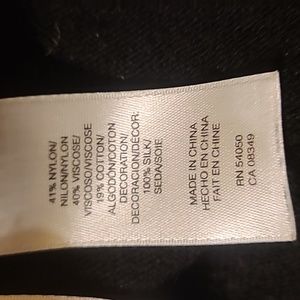 41% NYLON/
NILON/NYLON
40% VISCOSE/
VISCOSO/VISCOSE
19% COTTON/
ALGODÓN/COTON
DECORATION/
DECORACION/DÉCOR:
100% SILK/
SEDA/SOIE
MADE IN CHINA
HECHO EN CHINA
FAIT EN CHINE
RN 54050
CA 08349